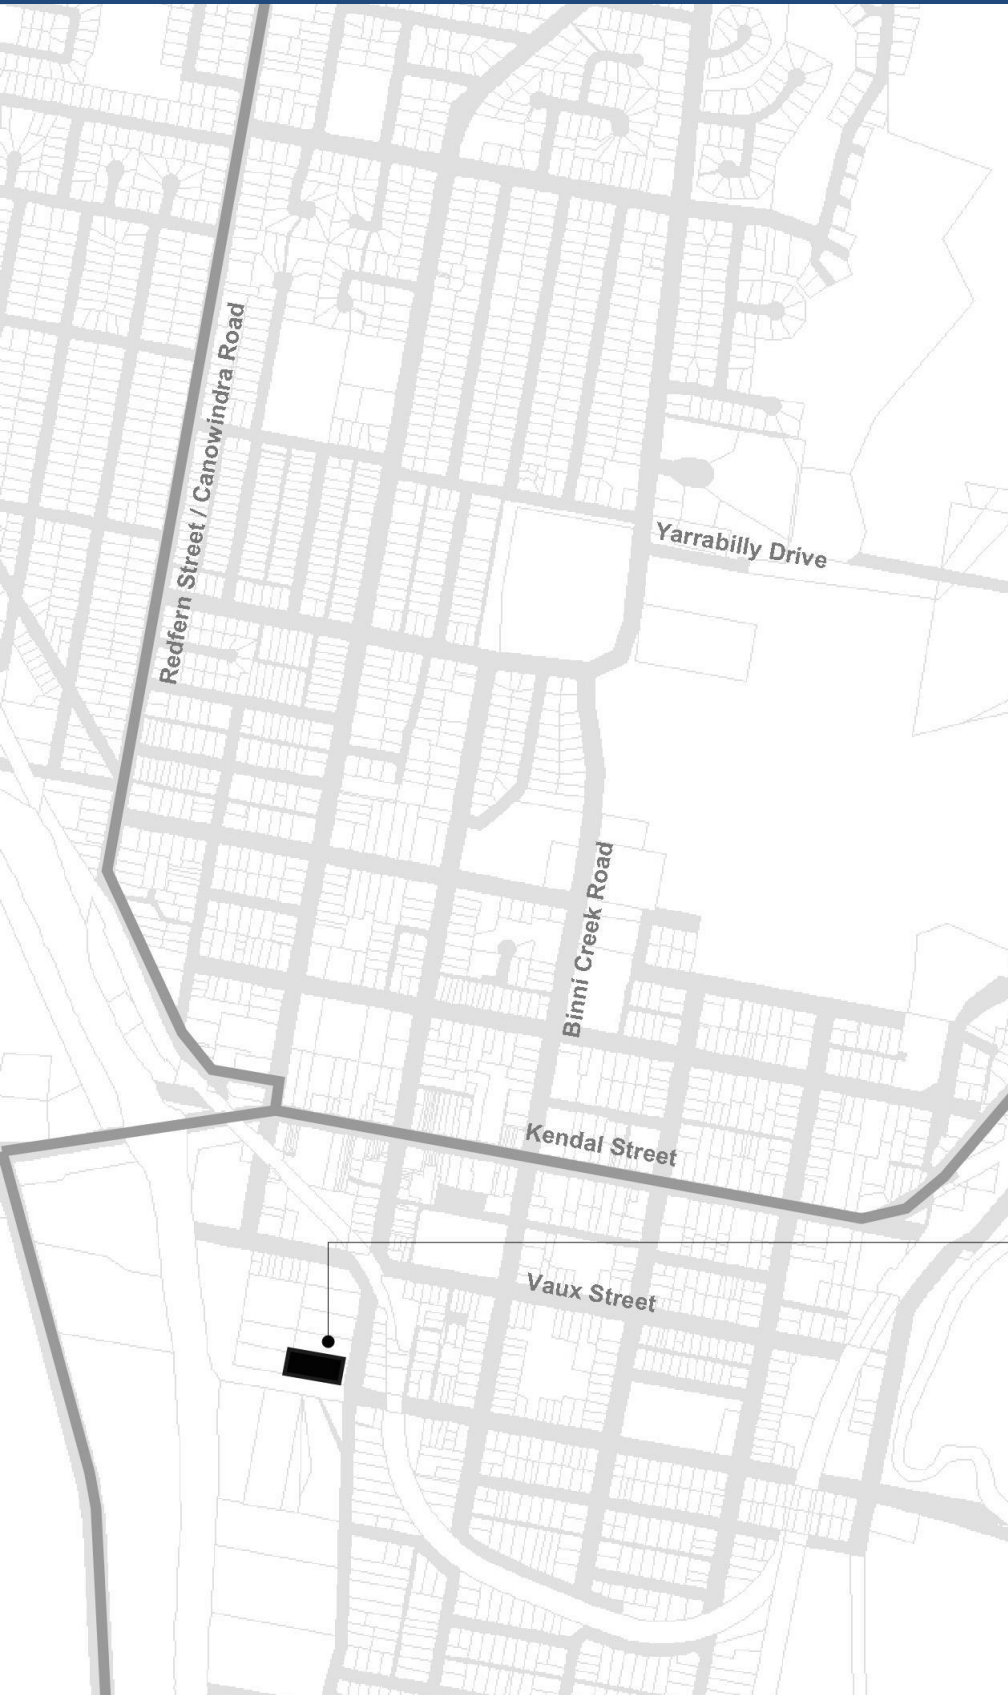 Redfern Street / Canowindra Road
Yarrabilly Drive
Binni Creek Road
Kendal Street
Vaux Street